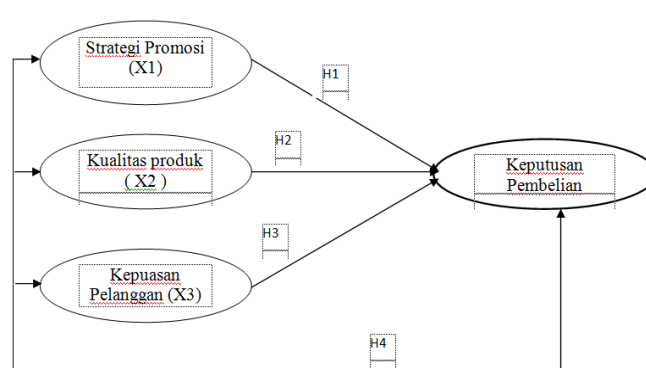 Strategi Promosi
(X1)
H1
H2
Kualitas produk
( X2 )
Keputusan
Pembelian
H3
Kepuasan
Pelanggan (X3)
H4